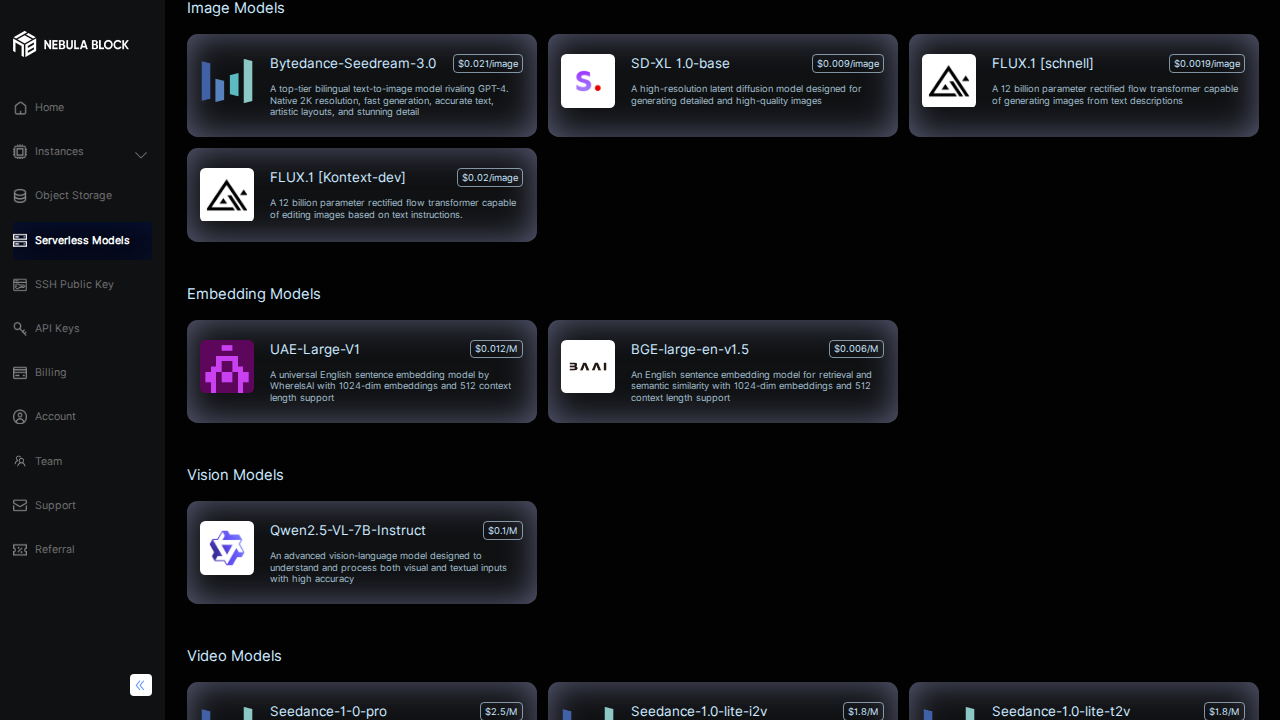 NEBULA BLOCK
Home
Instances
Object Storage
Serverless Models
SSH Public Key
API Keys
Billing
Account
Team
Support
Referral
Image Models
Bytedance-Seedream-3.0
$0.021/image
A top-tier bilingual text-to-image model rivaling GPT-4.
Native 2K resolution, fast generation, accurate text,
artistic layouts, and stunning detail
S.
SD-XL 1.0-base
$0.009/image
A high-resolution latent diffusion model designed for
generating detailed and high-quality images
FLUX.1 [schnell]
$0.0019/image
A 12 billion parameter rectified flow transformer capable
of generating images from text descriptions
FLUX.1 [Kontext-dev]
$0.02/image
A 12 billion parameter rectified flow transformer capable
of editing images based on text instructions.
Embedding Models
UAE-Large-V1
$0.012/M
A universal English sentence embedding model by
WhereIsAI with 1024-dim embeddings and 512 context
length support
BAAI
BGE-large-en-v1.5
$0.006/M
An English sentence embedding model for retrieval and
semantic similarity with 1024-dim embeddings and 512
context length support
Vision Models
Qwen2.5-VL-7B-Instruct
$0.1/M
An advanced vision-language model designed to
understand and process both visual and textual inputs
with high accuracy
Video Models
Seedance-1-0-pro
$2.5/M
Seedance-1.0-lite-i2v
$1.8/M
Seedance-1.0-lite-t2v
$1.8/M